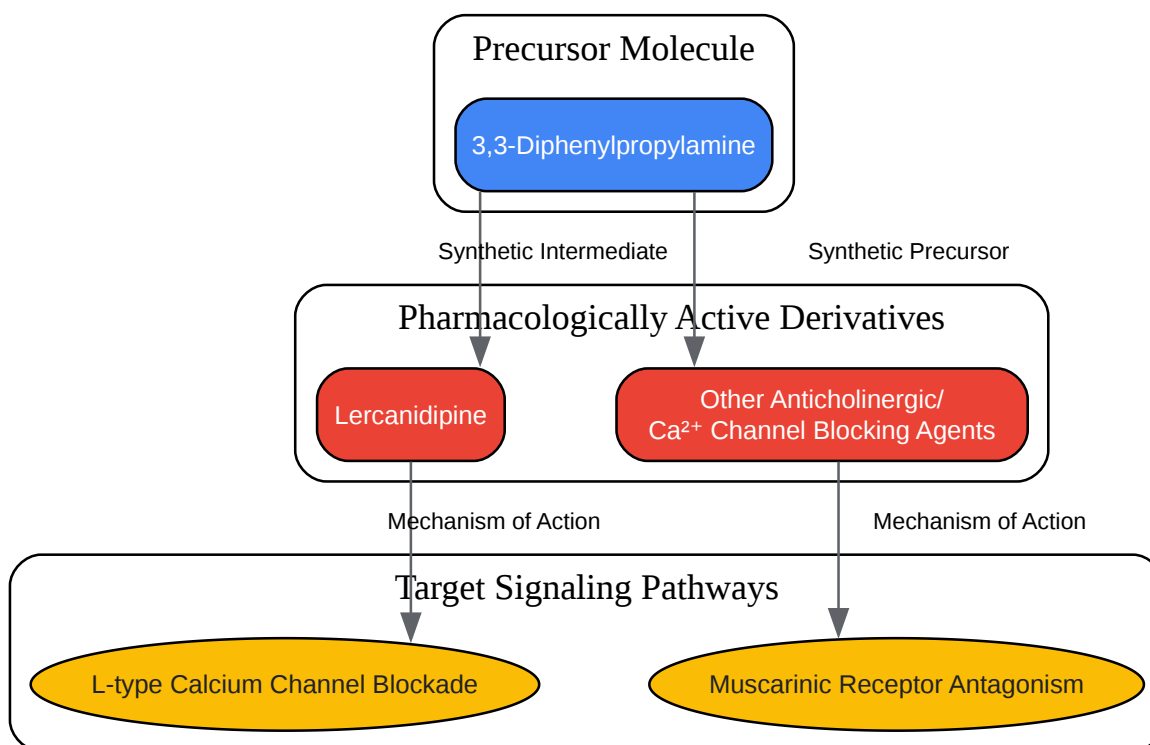 Precursor Molecule
3,3-Diphenylpropylamine
Synthetic Intermediate
Synthetic Precursor
Pharmacologically Active Derivatives
Lercanidipine
Other Anticholinergic/
Ca²⁺ Channel Blocking Agents
Mechanism of Action
Mechanism of Action
Target Signaling Pathways
L-type Calcium Channel Blockade
Muscarinic Receptor Antagonism